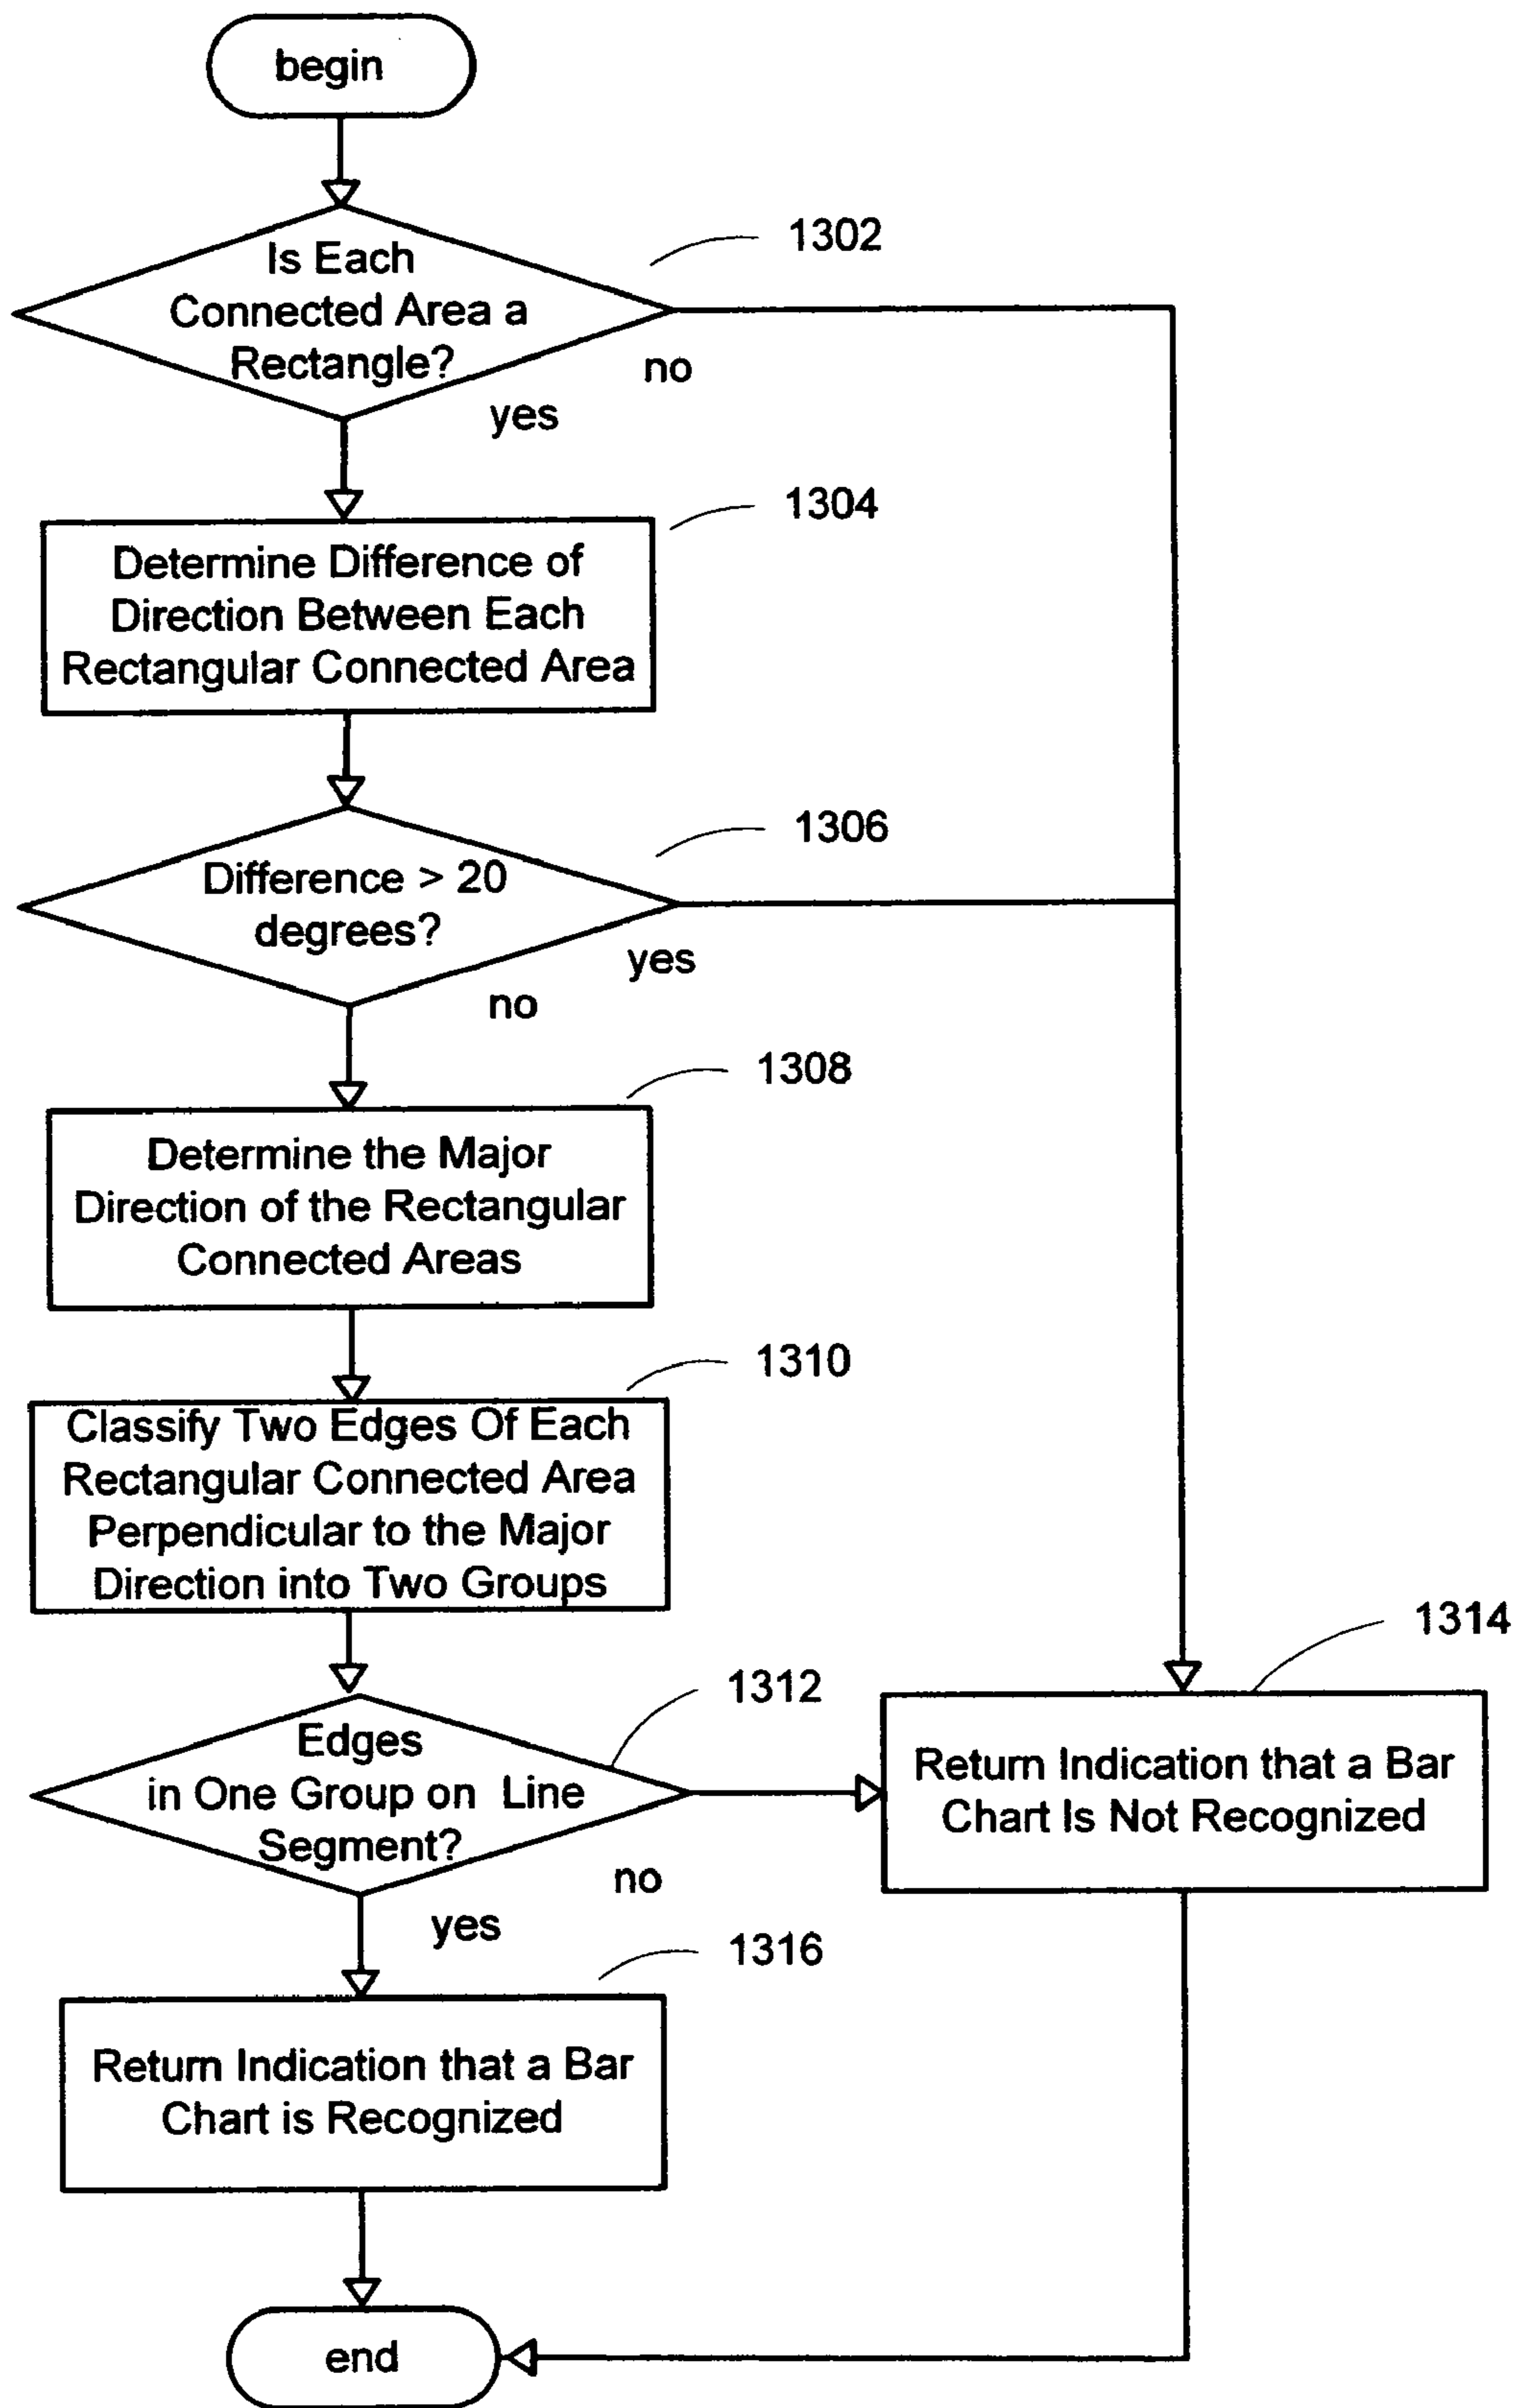 begin
1302
Is Each
Connected Area a
Rectangle?
no
yes
1304
Determine Difference of
Direction Between Each
Rectangular Connected Area
1306
Difference > 20
degrees?
yes
no
1308
Determine the Major
Direction of the Rectangular
Connected Areas
1310
Classify Two Edges Of Each
Rectangular Connected Area
Perpendicular to the Major
Direction into Two Groups
1314
1312
Edges
in One Group on Line
Segment?
Return Indication that a Bar
Chart Is Not Recognized
no
yes
1316
Return Indication that a Bar
Chart is Recognized
end